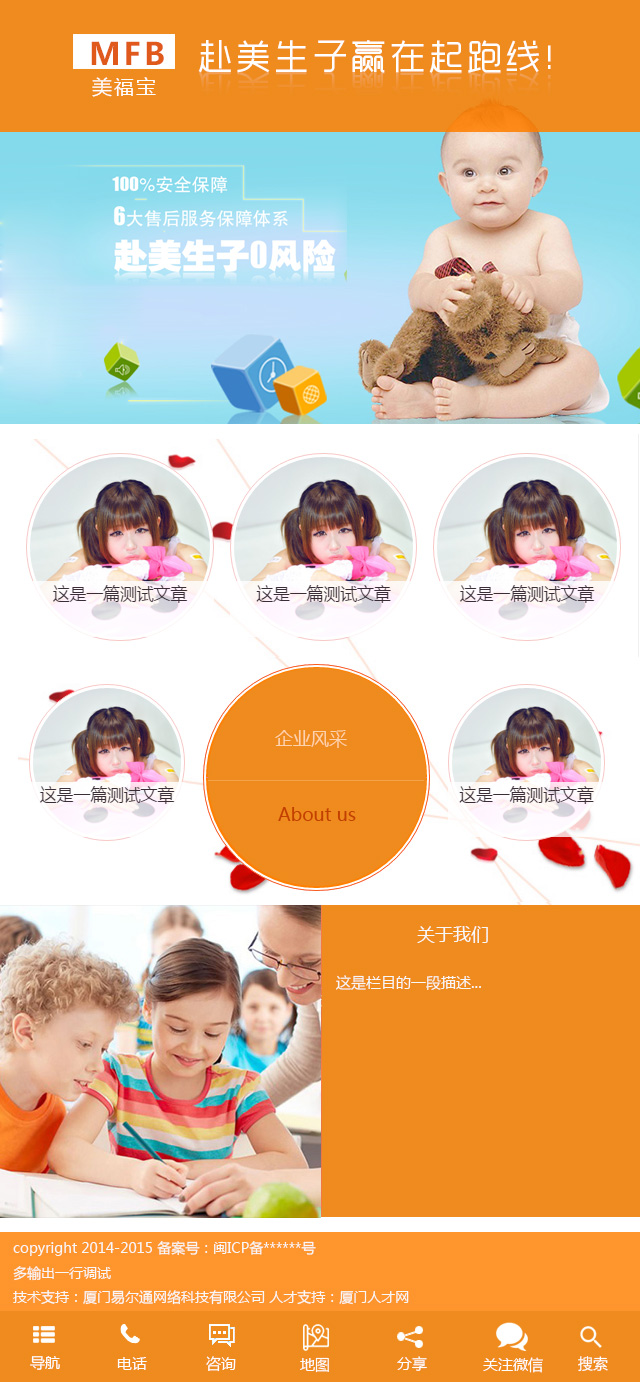 MFB
美福宝
赴美生子赢在起跑线!
100%安全保障
6大售后服务保障体系
赴美生子0风险
这是一篇测试文章
这是一篇测试文章
这是一篇测试文章
这是一篇测试文章
企业风采
About us
这是一篇测试文章
关于我们
这是栏目的一段描述...
copyright 2014-2015 备案号：闽ICP备******号
多输出一行调试
技术支持：厦门易尔通网络科技有限公司 人才支持：厦门人才网
导航 电话 咨询 地图 分享 关注微信 搜索